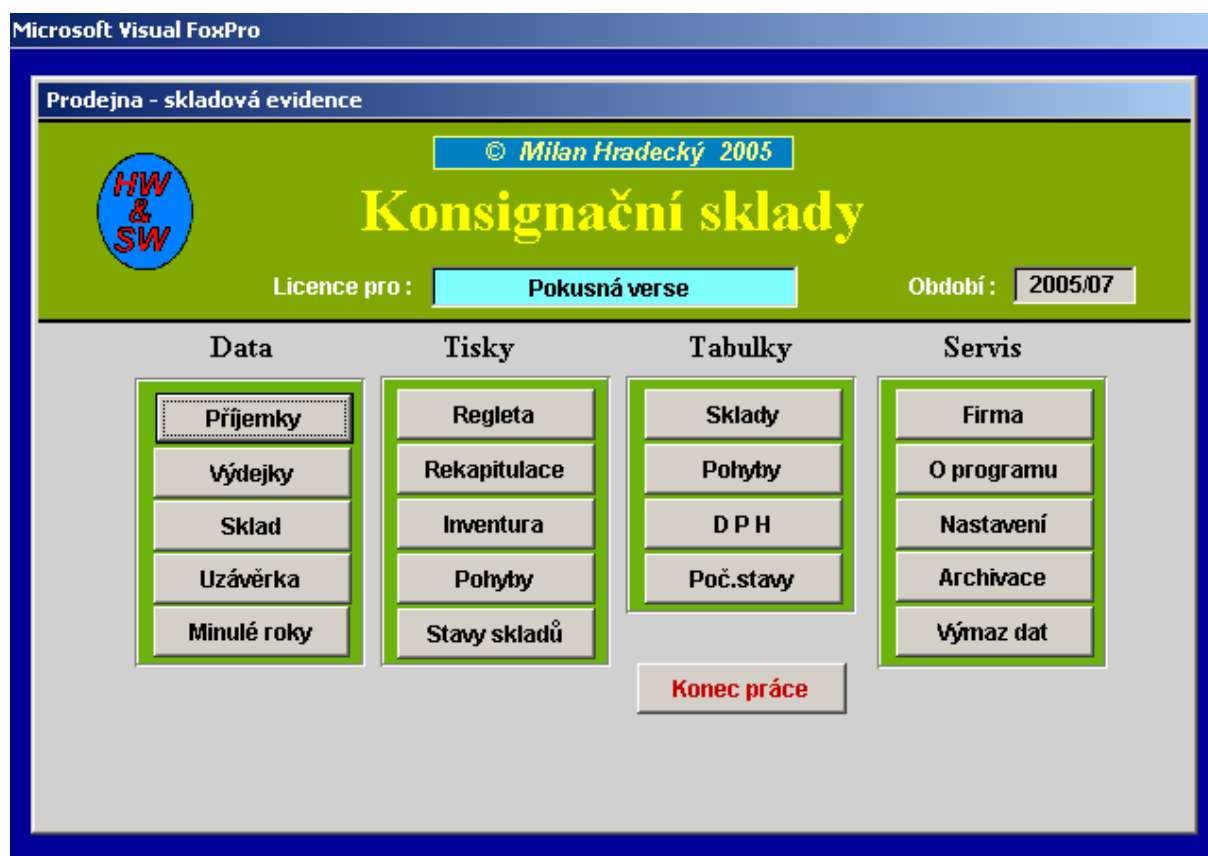 Microsoft Visual FoxPro
Prodejna - skladová evidence
© Milan Hradecký 2005
HW
&
SW
Konsignační sklady
Licence pro : Pokusná verse Období : 2005/07
Data
Příjemky
Výdejky
Sklad
Uzávěrka
Minulé roky
Tisky
Regleta
Rekapitulace
Inventura
Pohyby
Stavy skladů
Tabulky
Sklady
Pohyby
D P H
Poč.stavy
Konec práce
Servis
Firma
O programu
Nastavení
Archivace
Výmaz dat